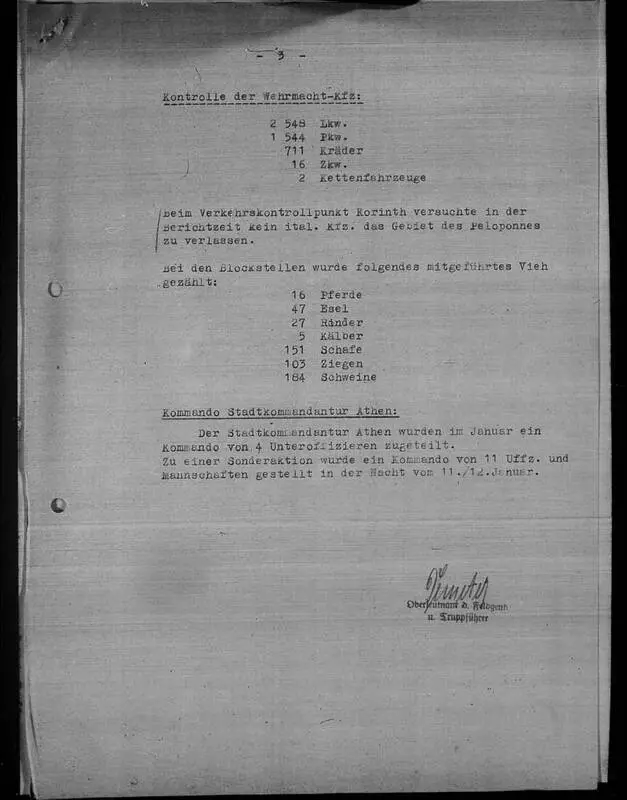 - 3 -
Kontrolle der Wehrmacht-Kfz:
2 548 Lkw.
1 544 Pkw.
711 Kräder
16 Zkw.
2 Kettenfahrzeuge
Beim Verkehrskontrollpunkt Korinth versuchte in der
Berichtzeit kein ital. Kfz. das Gebiet des Peloponnes
zu verlassen.
Bei den Blockstellen wurde folgendes mitgeführtes Vieh
gezählt:
16 Pferde
47 Esel
27 Rinder
5 Kälber
151 Schafe
103 Ziegen
184 Schweine
Kommando Stadtkommandantur Athen:
Der Stadtkommandantur Athen wurden im Januar ein
Kommando von 4 Unteroffizieren zugeteilt.
Zu einer Sonderaktion wurde ein Kommando von 11 Uffz. und
Mannschaften gestellt in der Nacht vom 11./12.Januar.
Oberleutnant d. Feldgend.
u. Truppführer